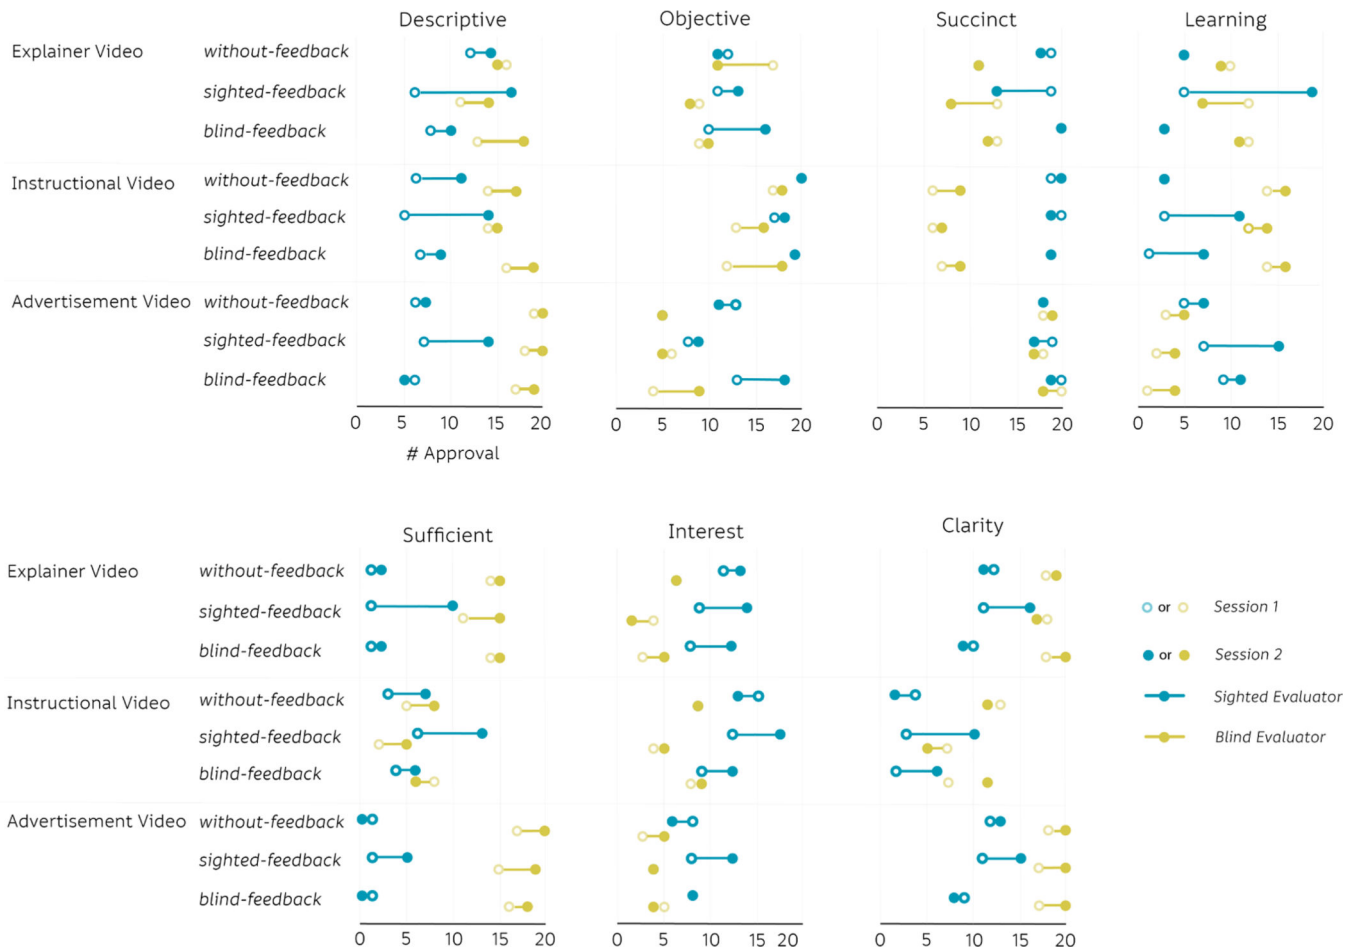 Descriptive Objective Succinct Learning
Explainer Video without-feedback
sighted-feedback
blind-feedback
Instructional Video without-feedback
sighted-feedback
blind-feedback
Advertisement Video without-feedback
sighted-feedback
blind-feedback
0 5 10 15 20 0 5 10 15 20 0 5 10 15 20 0 5 10 15 20
# Approval
Sufficient Interest Clarity
Explainer Video without-feedback
sighted-feedback
blind-feedback
Instructional Video without-feedback
sighted-feedback
blind-feedback
Advertisement Video without-feedback
sighted-feedback
blind-feedback
0 5 10 15 20 0 5 10 15 20 0 5 10 15 20
or Session 1
or Session 2
Sighted Evaluator
Blind Evaluator